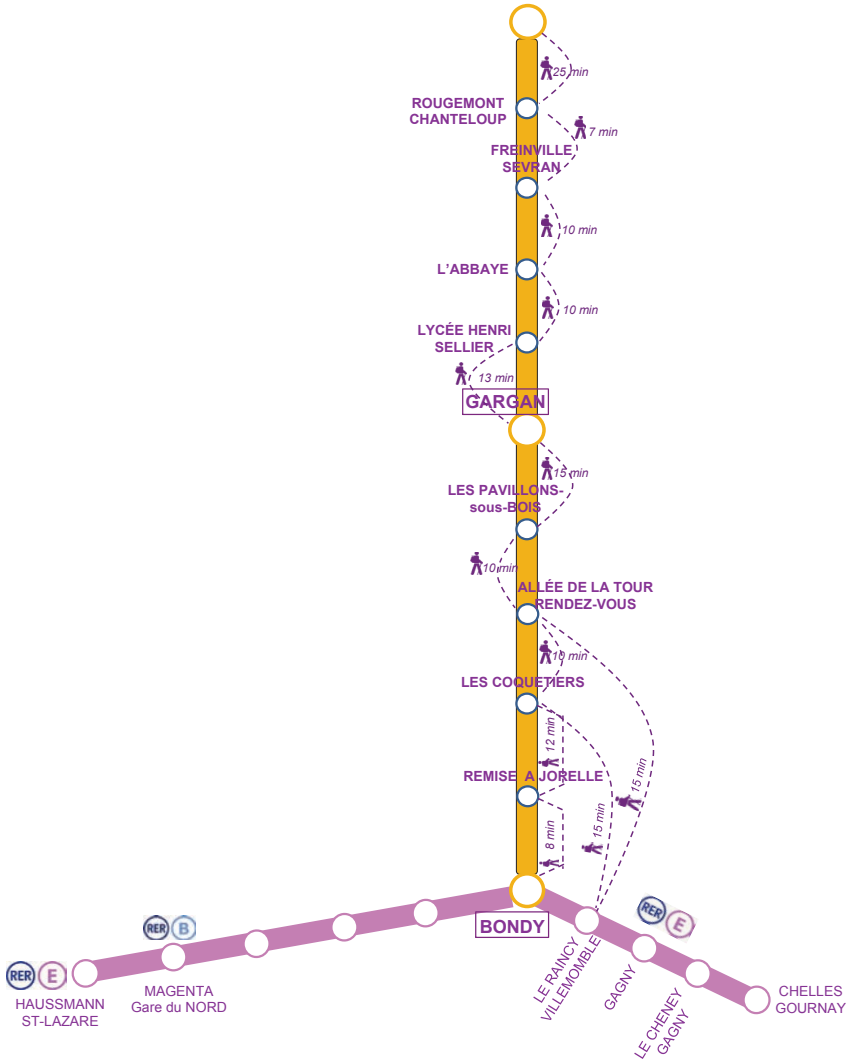 25 min
ROUGEMONT
CHANTELOUP
7 min
FREINVILLE
SEVRAN
10 min
L'ABBAYE
10 min
LYCÉE HENRI
SELLIER
13 min
GARGAN
15 min
LES PAVILLONS-
sous-BOIS
10 min
ALLÉE DE LA TOUR
RENDEZ-VOUS
10 min
LES COQUETIERS
12 min
REMISE A JORELLE
15 min
15 min
8 min
BONDY
RER E
RER B
RER E
HAUSSMANN
ST-LAZARE
MAGENTA
Gare du NORD
LE RAINCY
VILLEMOMBLE
GAGNY
LE CHENEY
GAGNY
CHELLES
GOURNAY